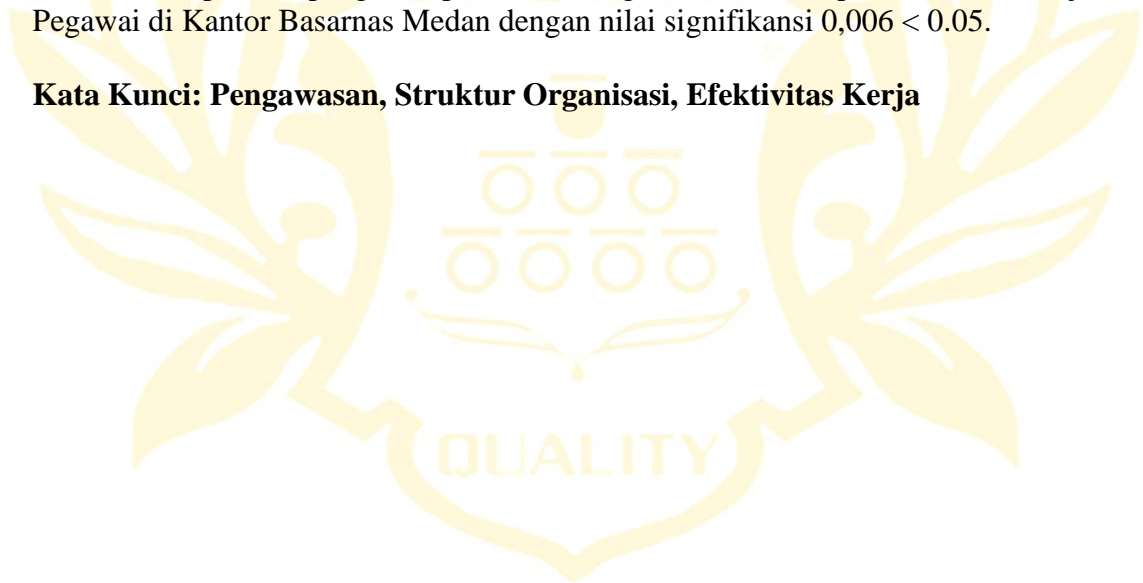 Pegawai di Kantor Basarnas Medan dengan nilai signifikansi 0,006 < 0.05.
Kata Kunci: Pengawasan, Struktur Organisasi, Efektivitas Kerja
QUALITY